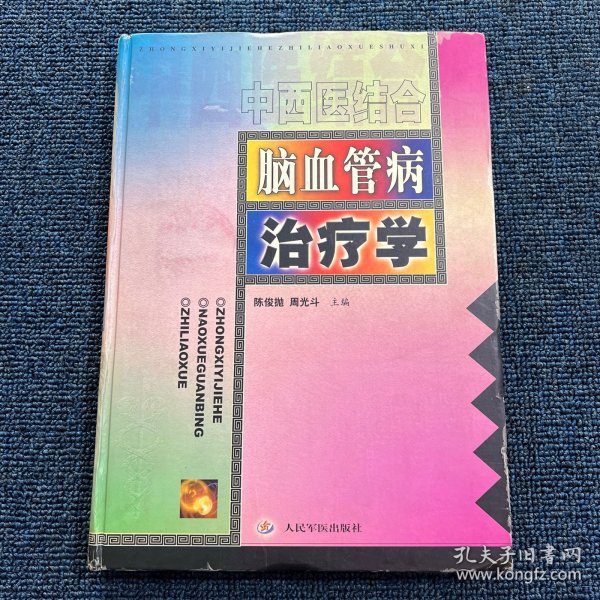 ZHONGXIYIJIEHEZHILIAOXUESHUXI
中西医结合
脑血管病
治疗学
陈俊抛 周光斗 主编
◎ZHONGXIYIJIEHE
◎NAOXUEGUANBING
◎ZHILIAOXUE
人民军医出版社
孔夫子旧书网
www.kongfz.com